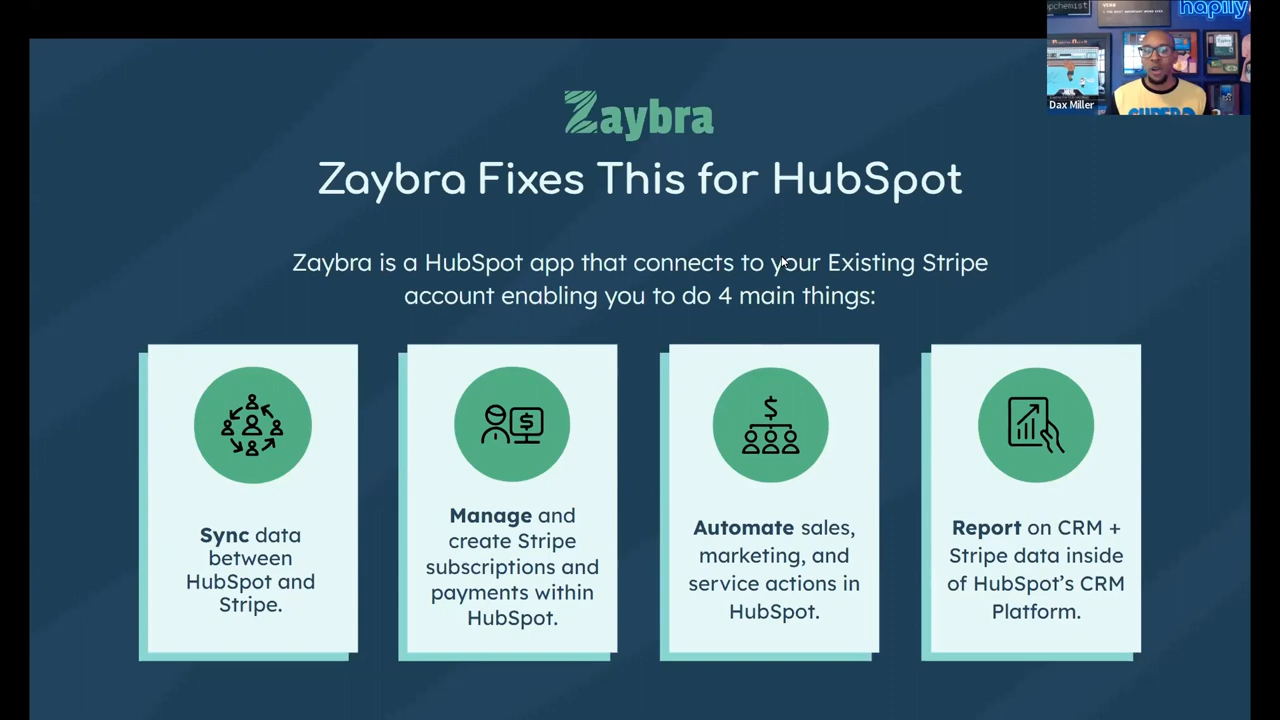 hapily
Dax Miller
Zaybra
Zaybra Fixes This for HubSpot
Zaybra is a HubSpot app that connects to your Existing Stripe
account enabling you to do 4 main things:
Sync data
between
HubSpot and
Stripe.
Manage and
create Stripe
subscriptions and
payments within
HubSpot.
Automate sales,
marketing, and
service actions in
HubSpot.
Report on CRM +
Stripe data inside
of HubSpot's CRM
Platform.